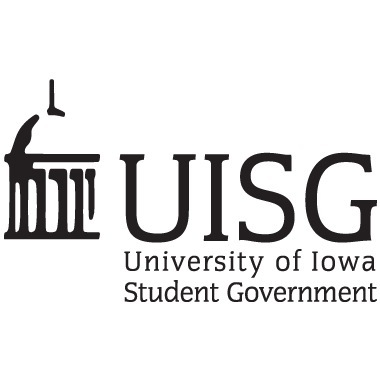 UISG
University of Iowa
Student Government